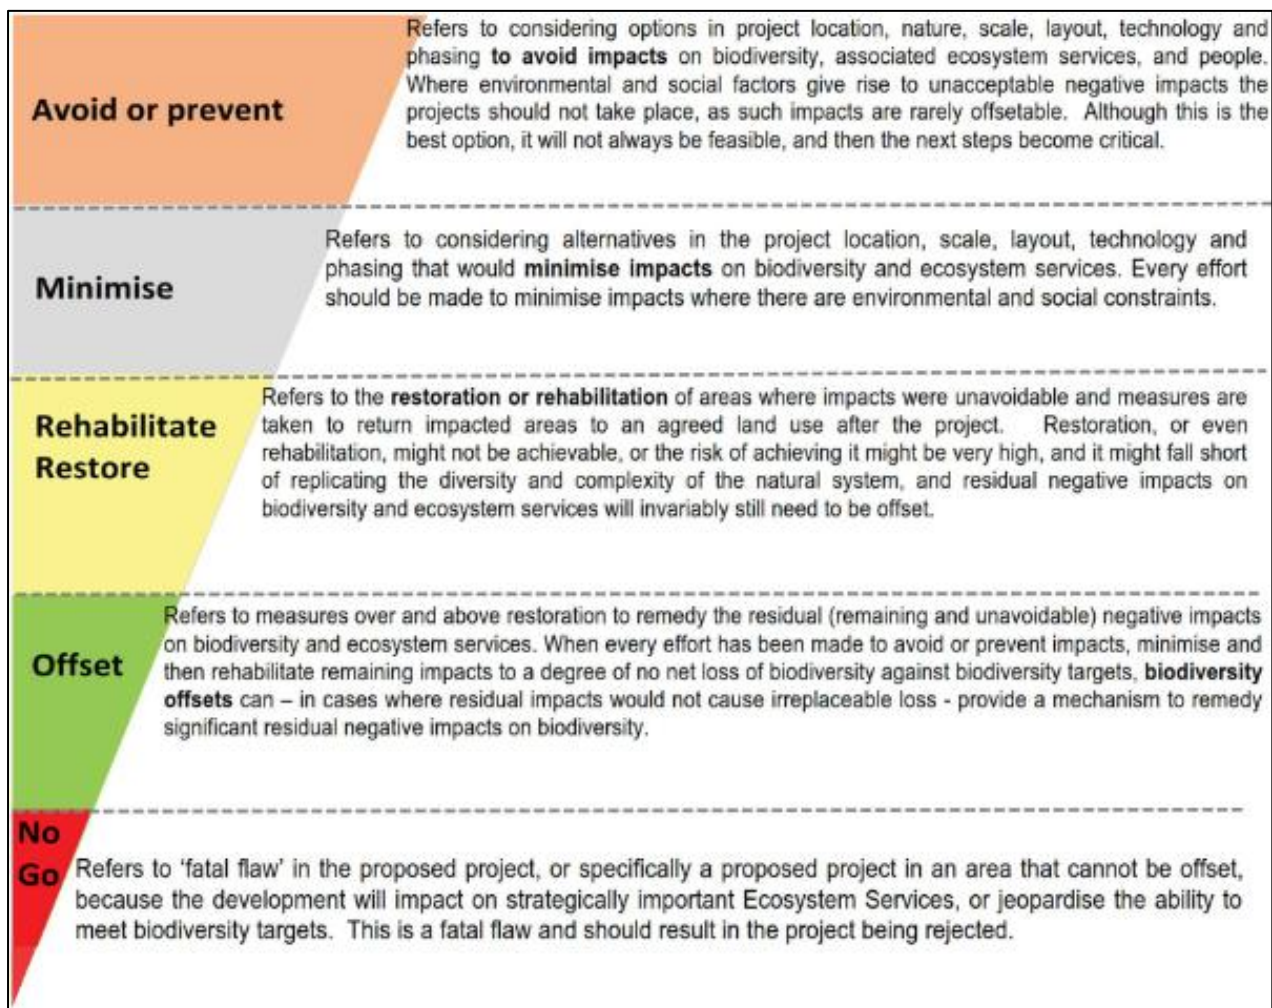 Avoid or prevent
Refers to considering options in project location, nature, scale, layout, technology and
phasing to avoid impacts on biodiversity, associated ecosystem services, and people.
Where environmental and social factors give rise to unacceptable negative impacts the
projects should not take place, as such impacts are rarely offsetable. Although this is the
best option, it will not always be feasible, and then the next steps become critical.
Minimise
Refers to considering alternatives in the project location, scale, layout, technology and
phasing that would minimise impacts on biodiversity and ecosystem services. Every effort
should be made to minimise impacts where there are environmental and social constraints.
Rehabilitate
Restore
Refers to the restoration or rehabilitation of areas where impacts were unavoidable and measures are
taken to return impacted areas to an agreed land use after the project. Restoration, or even
rehabilitation, might not be achievable, or the risk of achieving it might be very high, and it might fall short
of replicating the diversity and complexity of the natural system, and residual negative impacts on
biodiversity and ecosystem services will invariably still need to be offset.
Offset
Refers to measures over and above restoration to remedy the residual (remaining and unavoidable) negative impacts
on biodiversity and ecosystem services. When every effort has been made to avoid or prevent impacts, minimise and
then rehabilitate remaining impacts to a degree of no net loss of biodiversity against biodiversity targets, biodiversity
offsets can – in cases where residual impacts would not cause irreplaceable loss - provide a mechanism to remedy
significant residual negative impacts on biodiversity.
No
Go
Refers to ‘fatal flaw’ in the proposed project, or specifically a proposed project in an area that cannot be offset,
because the development will impact on strategically important Ecosystem Services, or jeopardise the ability to
meet biodiversity targets. This is a fatal flaw and should result in the project being rejected.